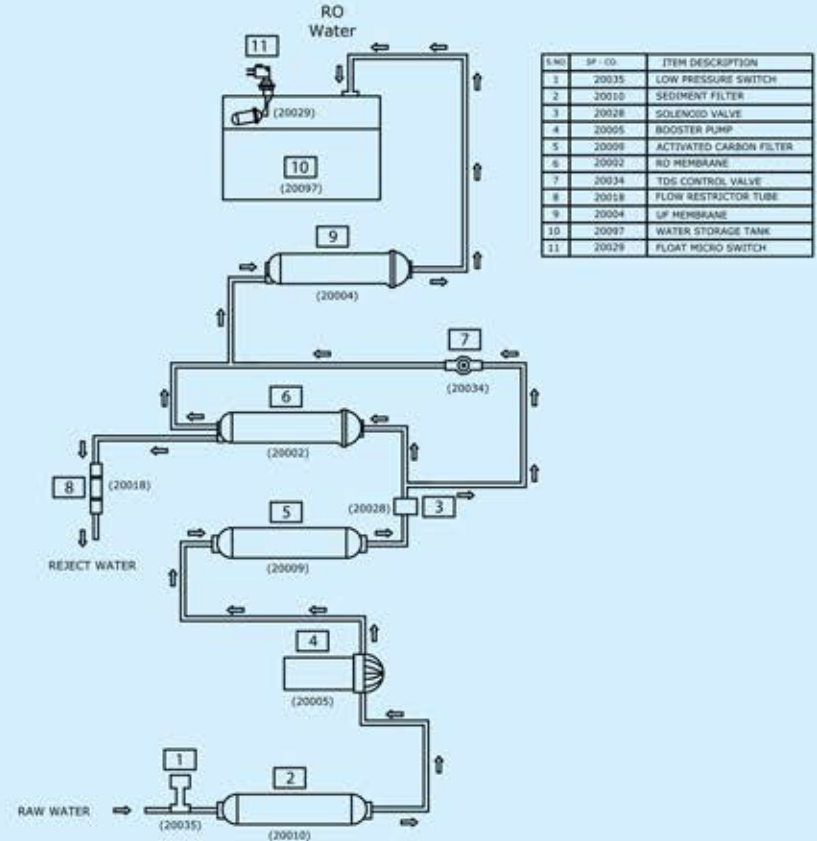 RO
Water
11
(20029)
10
(20097)
9
(20004)
7
(20034)
6
(20002)
8
(20018)
(20028)
3
5
(20009)
REJECT WATER
4
(20005)
1
2
RAW WATER
(20035)
(20010)
S.NO SP - CO. ITEM DESCRIPTION
1 20035 LOW PRESSURE SWITCH
2 20010 SEDIMENT FILTER
3 20028 SOLENOID VALVE
4 20005 BOOSTER PUMP
5 20009 ACTIVATED CARBON FILTER
6 20002 RO MEMBRANE
7 20034 TDS CONTROL VALVE
8 20018 FLOW RESTRICTOR TUBE
9 20004 UF MEMBRANE
10 20097 WATER STORAGE TANK
11 20029 FLOAT MICRO SWITCH